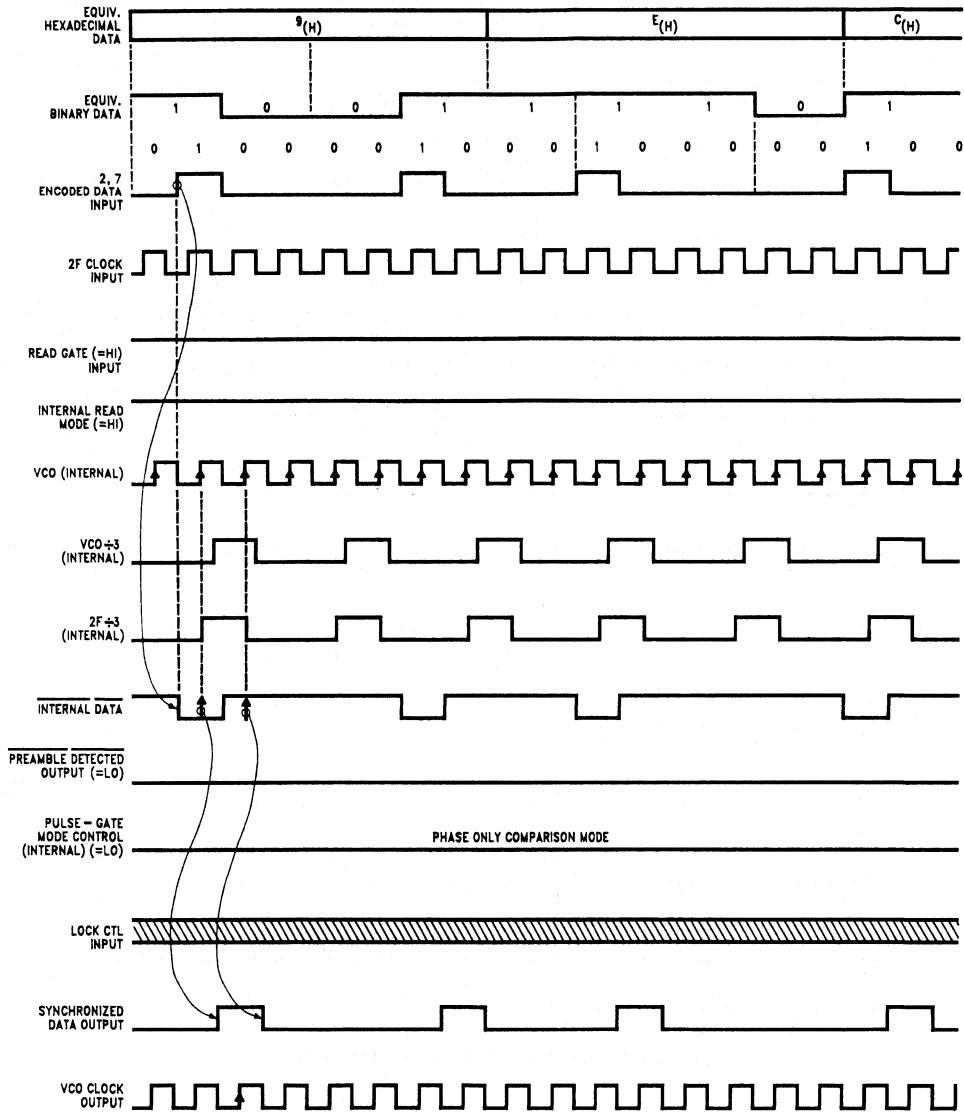 EQUIV.
HEXADECIMAL
DATA
9(H)
E(H)
C(H)
EQUIV.
BINARY DATA
1 0 0 1 1 1 1 0 1
0 1 0 0 0 0 1 0 0 0 1 0 0 0 0 0 1 0 0
2, 7
ENCODED DATA
INPUT
2F CLOCK
INPUT
READ GATE (=HI)
INPUT
INTERNAL READ
MODE (=HI)
VCO (INTERNAL)
VCO÷3
(INTERNAL)
2F÷3
(INTERNAL)
INTERNAL DATA
PREAMBLE DETECTED
OUTPUT (=LO)
PULSE-GATE
MODE CONTROL
(INTERNAL) (=LO)
PHASE ONLY COMPARISON MODE
LOCK CTL
INPUT
SYNCHRONIZED
DATA OUTPUT
VCO CLOCK
OUTPUT